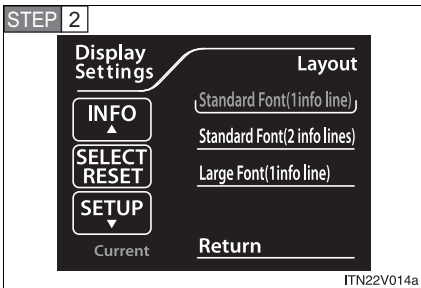 STEP 2
Display
Settings
Layout
INFO
▲
SELECT
RESET
SETUP
▼
Current
Standard Font(1info line)
Standard Font(2 info lines)
Large Font(1info line)
Return
ITN22V014a